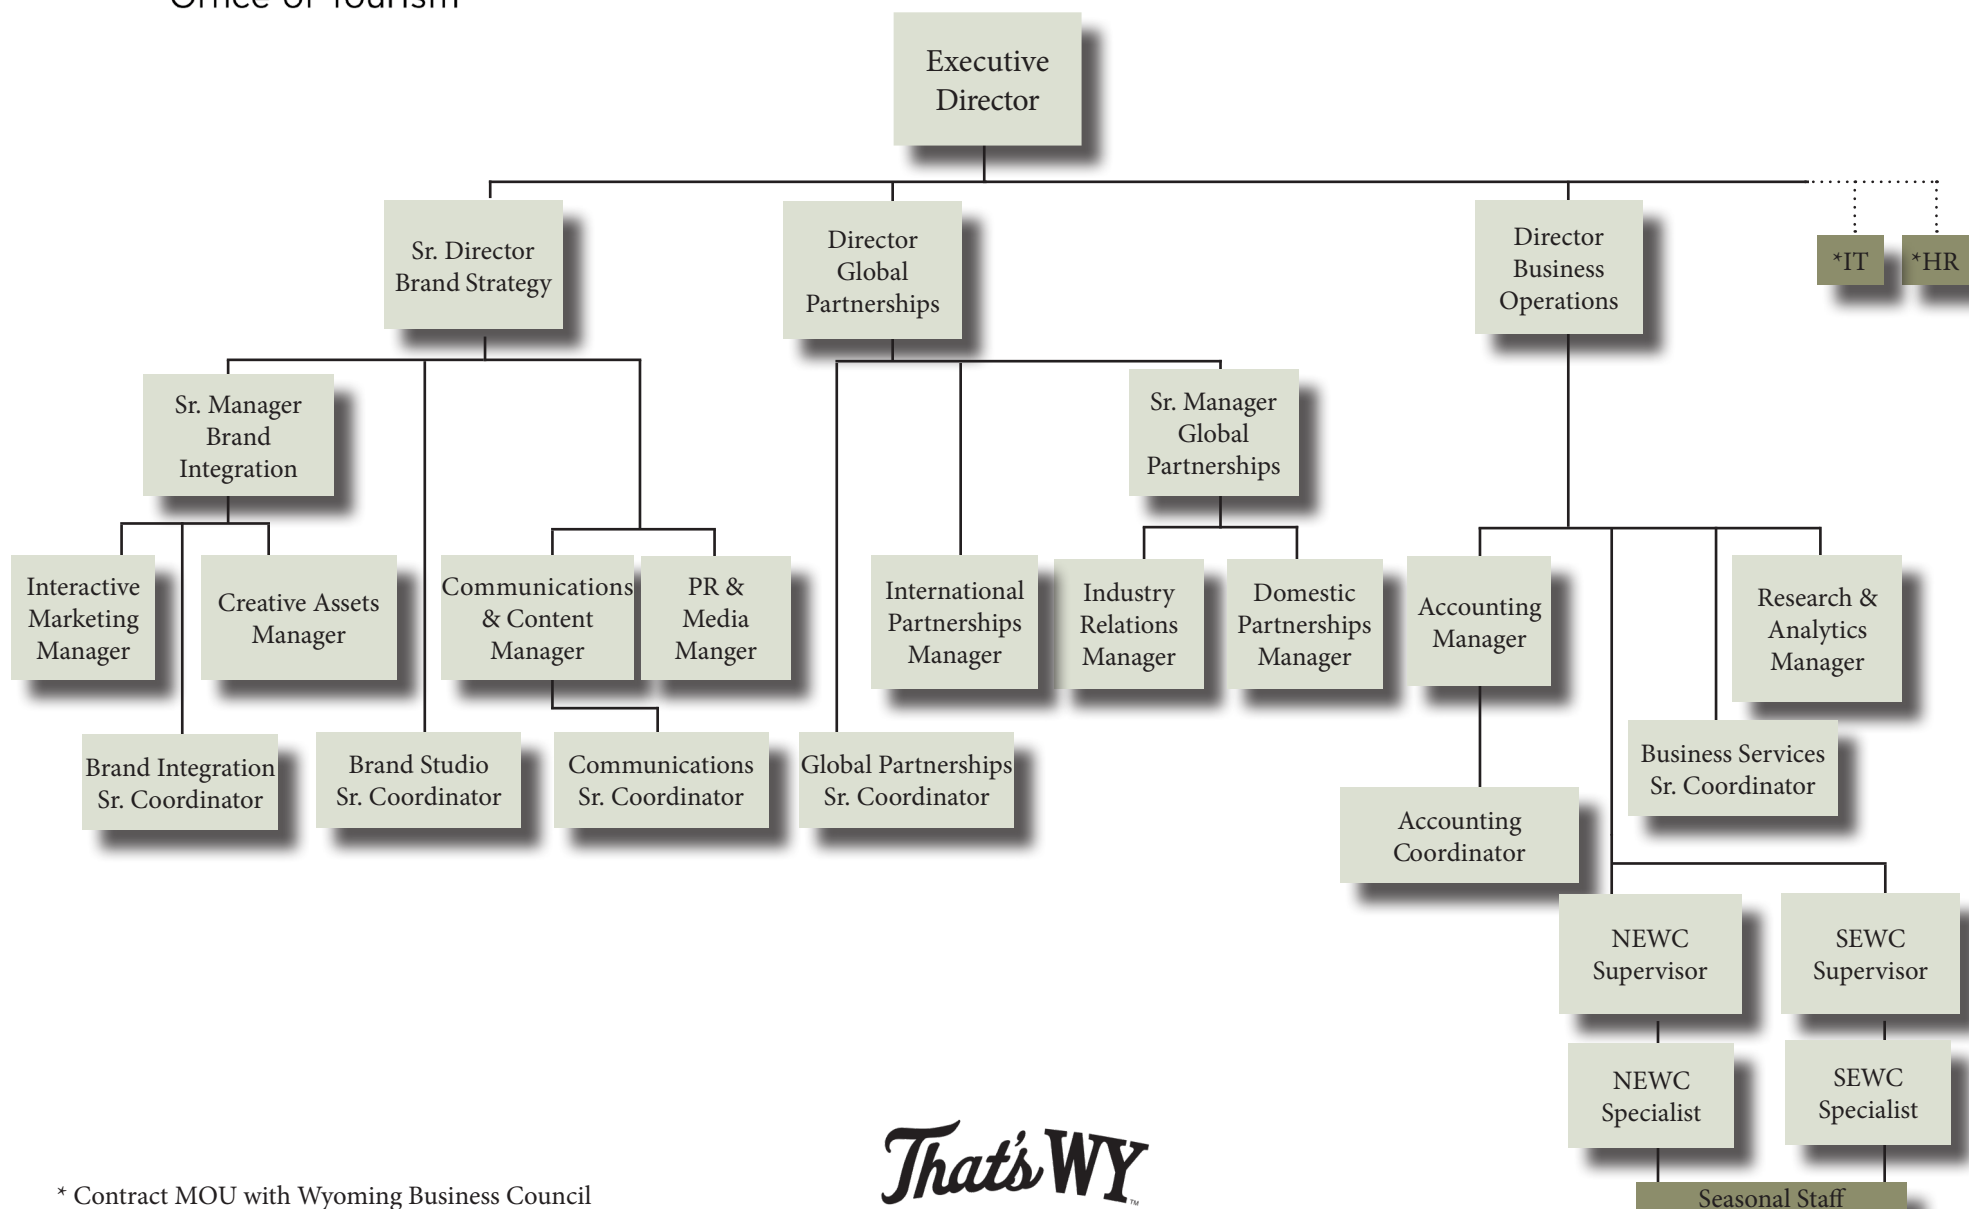 Office of Tourism
Executive
Director
Sr. Director
Brand Strategy
Director
Global
Partnerships
Director
Business
Operations
*IT
*HR
Sr. Manager
Brand
Integration
Sr. Manager
Global
Partnerships
Interactive
Marketing
Manager
Creative Assets
Manager
Communications
& Content
Manager
PR &
Media
Manger
International
Partnerships
Manager
Industry
Relations
Manager
Domestic
Partnerships
Manager
Accounting
Manager
Research &
Analytics
Manager
Brand Integration
Sr. Coordinator
Brand Studio
Sr. Coordinator
Communications
Sr. Coordinator
Global Partnerships
Sr. Coordinator
Business Services
Sr. Coordinator
Accounting
Coordinator
NEWC
Supervisor
SEWC
Supervisor
NEWC
Specialist
SEWC
Specialist
Seasonal Staff
That's WY™
* Contract MOU with Wyoming Business Council